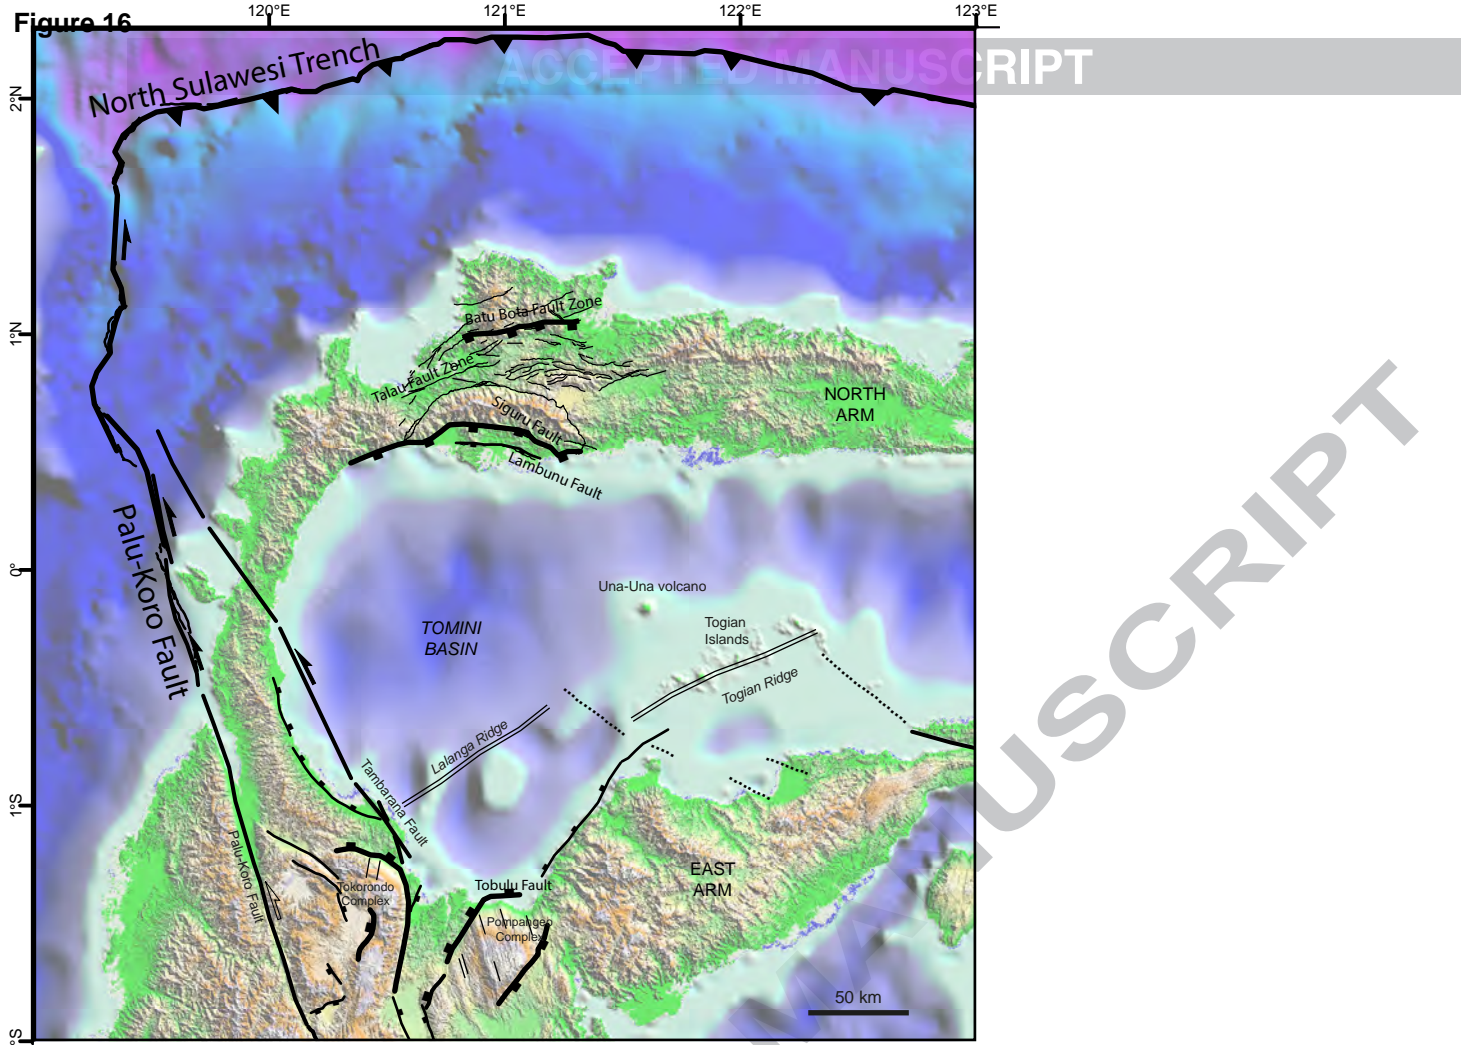 Figure 16
120°E
121°E
122°E
123°E
ACCEPTED MANUSCRIPT
North Sulawesi Trench
2°N
1°N
Batu Bota Fault Zone
Talau Fault Zone
NORTH
ARM
Siguru Fault
Lambunu Fault
Palu-Koro Fault
0°
Una-Una volcano
TOMINI
BASIN
Togian
Islands
Togian Ridge
Lalanga Ridge
1°S
Tambarana Fault
Palu-Koro Fault
Tokorondo
Complex
Tobulu Fault
EAST
ARM
Pompangeo
Complex
50 km
°S
MANUSCRIPT